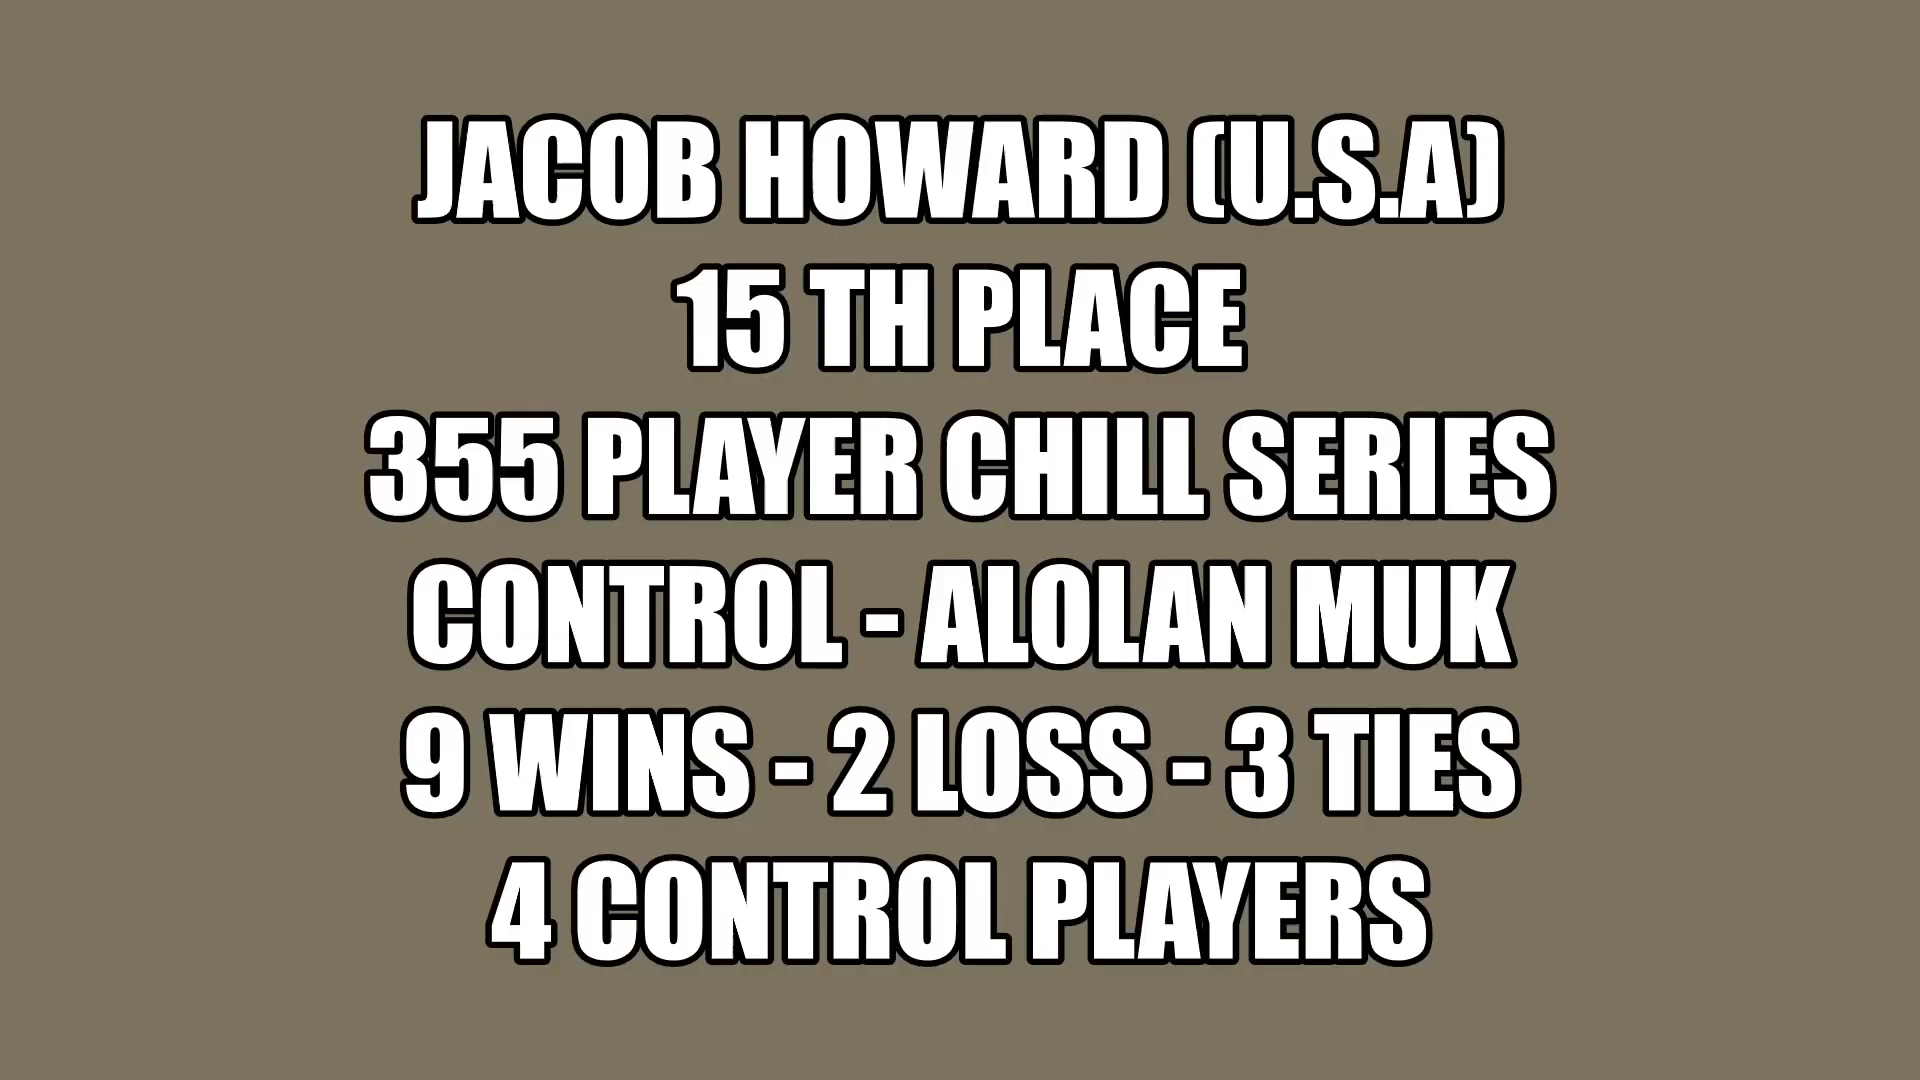 JACOB HOWARD (U.S.A)
15 TH PLACE
355 PLAYER CHILL SERIES
CONTROL - ALOLAN MUK
9 WINS - 2 LOSS - 3 TIES
4 CONTROL PLAYERS